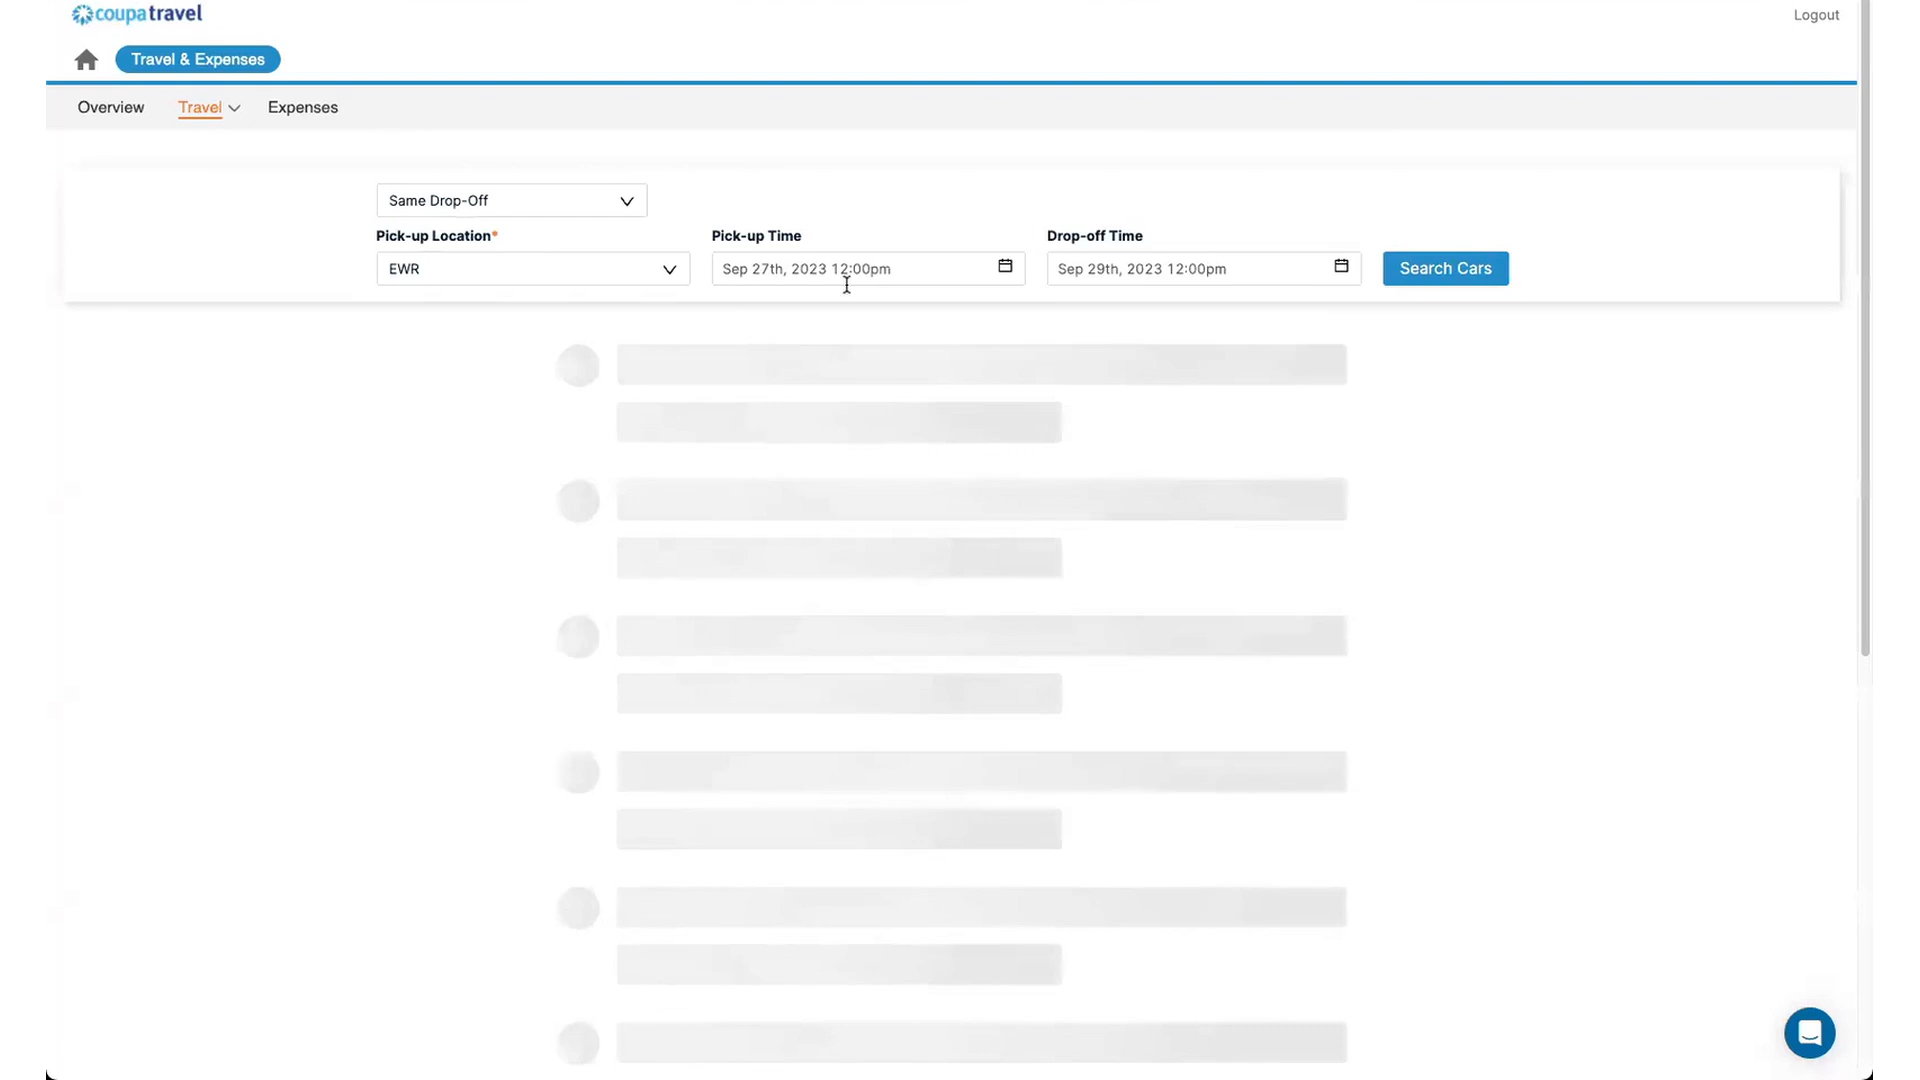 coupatravel
Logout
Travel & Expenses
Overview
Travel
Expenses
Same Drop-Off
Pick-up Location*
Pick-up Time
Drop-off Time
EWR
Sep 27th, 2023 12:00pm
Sep 29th, 2023 12:00pm
Search Cars